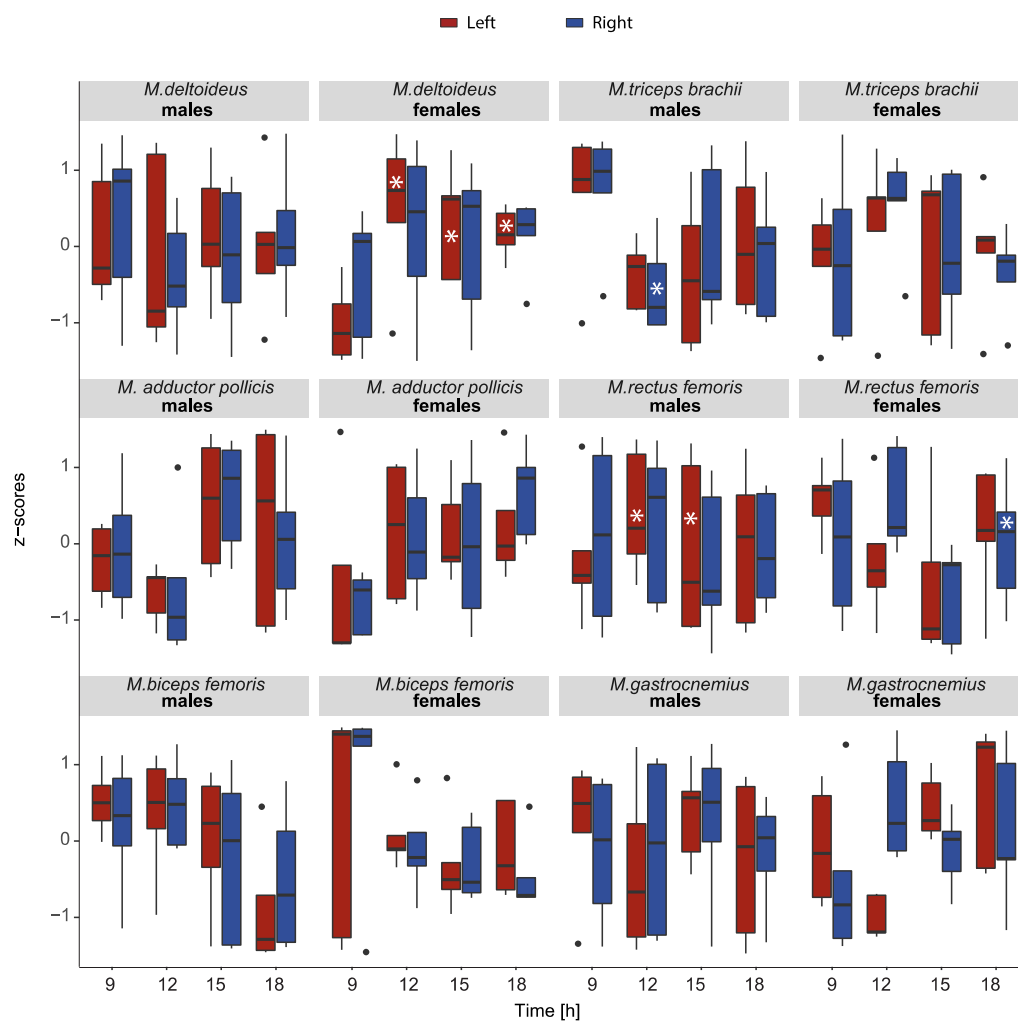 Left Right
M.deltoideus M.deltoideus M.triceps brachii M.triceps brachii
males females males females
1
0
−1
M. adductor pollicis M. adductor pollicis M.rectus femoris M.rectus femoris
males females males females
1
0
−1
z−scores
M.biceps femoris M.biceps femoris M.gastrocnemius M.gastrocnemius
males females males females
1
0
−1
9 12 15 18 9 12 15 18 9 12 15 18 9 12 15 18
Time [h]